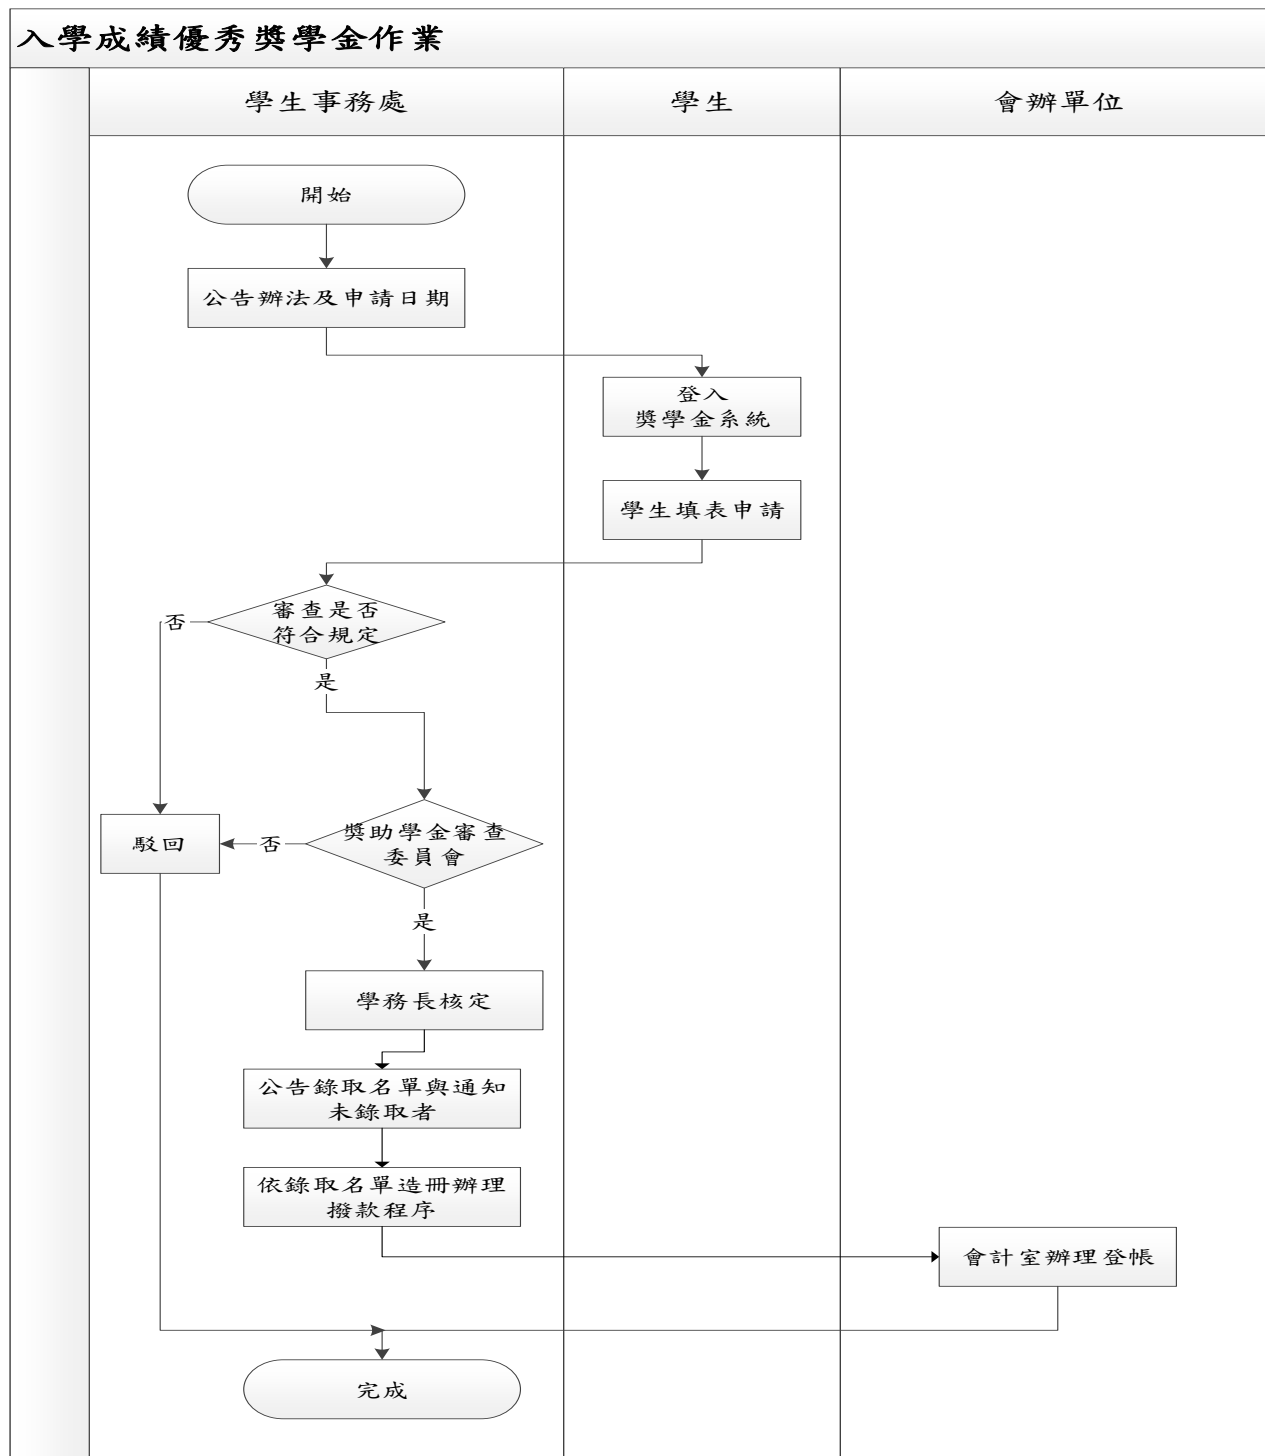 入學成績優秀獎學金作業
學生事務處
學生
會辦單位
開始
公告辦法及申請日期
登入
獎學金系統
學生填表申請
審查是否
符合規定
否
是
駁回
否
獎助學金審查
委員會
是
學務長核定
公告錄取名單與通知
未錄取者
依錄取名單造冊辦理
撥款程序
會計室辦理登帳
完成